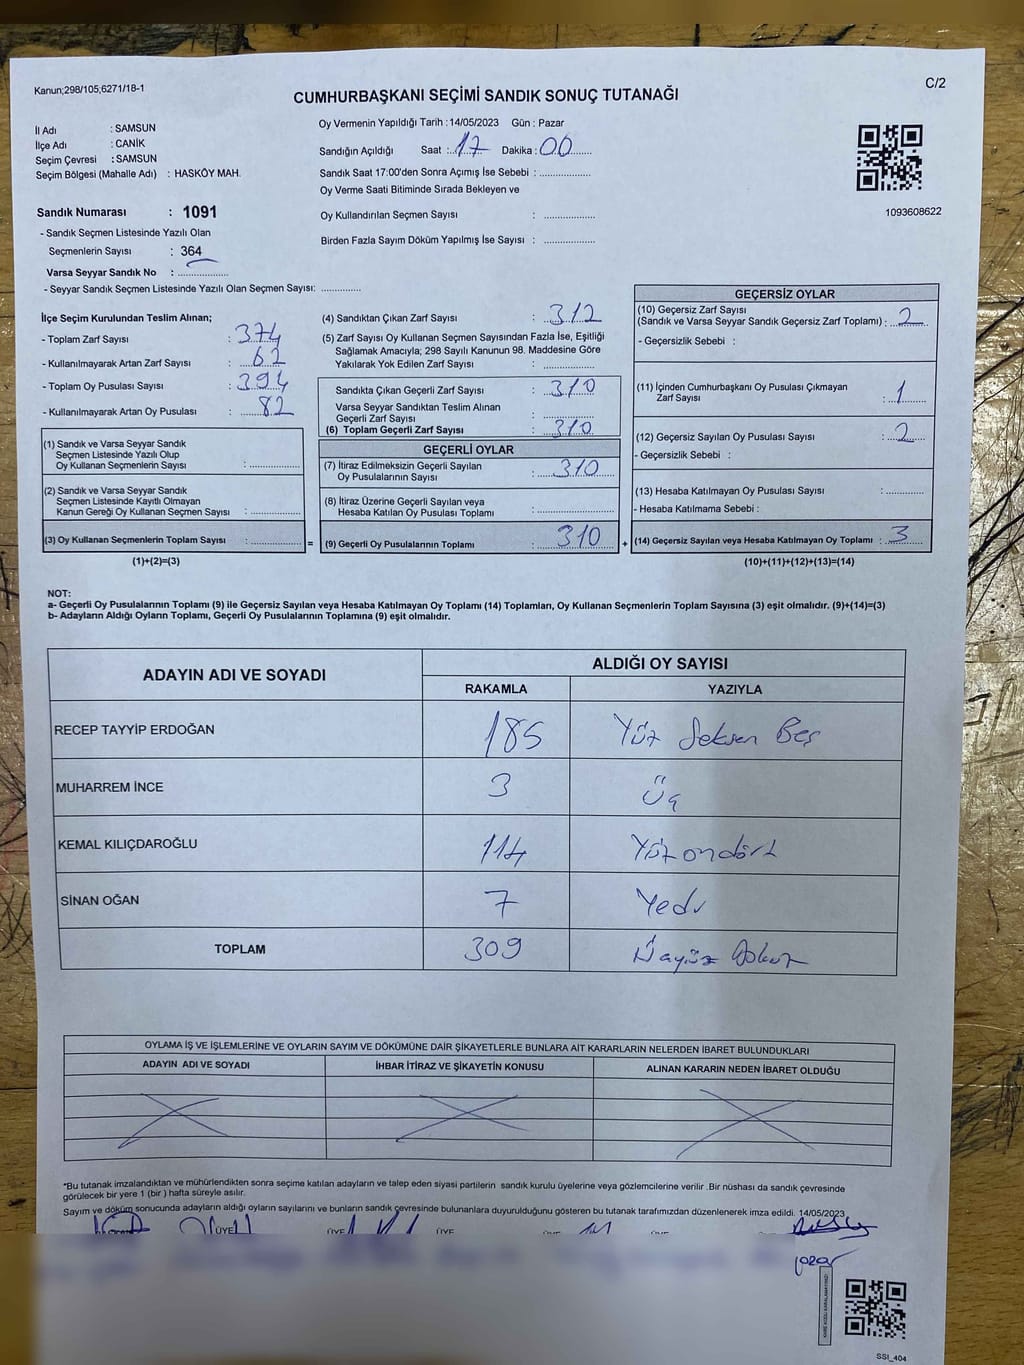 Kanun;298/105,6271/18-1
C/2
CUMHURBAŞKANI SEÇİMİ SANDIK SONUÇ TUTANAĞI
İl Adı : SAMSUN
İlçe Adı : CANİK
Seçim Çevresi : SAMSUN
Seçim Bölgesi (Mahalle Adı) : HASKÖY MAH.
Sandık Numarası : 1091
- Sandık Seçmen Listesinde Yazılı Olan
Seçmenlerin Sayısı : 364
Varsa Seyyar Sandık No : ..............
- Seyyar Sandık Seçmen Listesinde Yazılı Olan Seçmen Sayısı: ............
Oy Vermenin Yapıldığı Tarih : 14/05/2023 Gün : Pazar
Sandığın Açıldığı Saat : 17 Dakika : 00
Sandık Saat 17:00'den Sonra Açımış İse Sebebi : ..............
Oy Verme Saati Bitiminde Sırada Bekleyen ve
Oy Kullandırılan Seçmen Sayısı : ..............
Birden Fazla Sayım Döküm Yapılmış İse Sayısı : ..............
1093608622
İlçe Seçim Kurulundan Teslim Alınan;
- Toplam Zarf Sayısı : 374
- Kullanılmayarak Artan Zarf Sayısı : 62
- Toplam Oy Pusulası Sayısı : 394
- Kullanılmayarak Artan Oy Pusulası : 82
(1) Sandık ve Varsa Seyyar Sandık
Seçmen Listesinde Yazılı Olup
Oy Kullanan Seçmenlerin Sayısı : ..............
(2) Sandık ve Varsa Seyyar Sandık
Seçmen Listesinde Kayıtlı Olmayan
Kanun Gereği Oy Kullanan Seçmen Sayısı : ..............
(3) Oy Kullanan Seçmenlerin Toplam Sayısı : .............. =
(1)+(2)=(3)
(4) Sandıktan Çıkan Zarf Sayısı : 312
(5) Zarf Sayısı Oy Kullanan Seçmen Sayısından Fazla İse, Eşitliği
Sağlamak Amacıyla; 298 Sayılı Kanunun 98. Maddesine Göre
Yakılarak Yok Edilen Zarf Sayısı : ..............
Sandıkta Çıkan Geçerli Zarf Sayısı : 310
Varsa Seyyar Sandıktan Teslim Alınan
Geçerli Zarf Sayısı : ..............
(6) Toplam Geçerli Zarf Sayısı : 310
GEÇERLİ OYLAR
(7) İtiraz Edilmeksizin Geçerli Sayılan
Oy Pusulalarının Sayısı : 310
(8) İtiraz Üzerine Geçerli Sayılan veya
Hesaba Katılan Oy Pusulası Toplamı : ..............
(9) Geçerli Oy Pusulalarının Toplamı : 310 +
GEÇERSİZ OYLAR
(10) Geçersiz Zarf Sayısı
(Sandık ve Varsa Seyyar Sandık Geçersiz Zarf Toplamı) : 2
- Geçersizlik Sebebi :
(11) İçinden Cumhurbaşkanı Oy Pusulası Çıkmayan
Zarf Sayısı : 1
(12) Geçersiz Sayılan Oy Pusulası Sayısı : 2
- Geçersizlik Sebebi :
(13) Hesaba Katılmayan Oy Pusulası Sayısı : ..............
- Hesaba Katılmama Sebebi :
(14) Geçersiz Sayılan veya Hesaba Katılmayan Oy Toplamı : 3
(10)+(11)+(12)+(13)=(14)
NOT:
a- Geçerli Oy Pusulalarının Toplamı (9) ile Geçersiz Sayılan veya Hesaba Katılmayan Oy Toplamı (14) Toplamları, Oy Kullanan Seçmenlerin Toplam Sayısına (3) eşit olmalıdır. (9)+(14)=(3)
b- Adayların Aldığı Oyların Toplamı, Geçerli Oy Pusulalarının Toplamına (9) eşit olmalıdır.
ADAYIN ADI VE SOYADI
ALDIĞI OY SAYISI
RAKAMLA YAZIYLA
RECEP TAYYİP ERDOĞAN 185 Yüz Seksen Beş
MUHARREM İNCE 3 Üç
KEMAL KILIÇDAROĞLU 114 Yüzondört
SİNAN OĞAN 7 Yedi
TOPLAM 309 Üçyüz Dokuz
OYLAMA İŞ VE İŞLEMLERİNE VE OYLARIN SAYIM VE DÖKÜMÜNE DAİR ŞİKAYETLERLE BUNLARA AİT KARARLARIN NELERDEN İBARET BULUNDUKLARI
ADAYIN ADI VE SOYADI İHBAR İTİRAZ VE ŞİKAYETİN KONUSU ALINAN KARARIN NEDEN İBARET OLDUĞU
*Bu tutanak imzalandıktan ve mühürlendikten sonra seçime katılan adayların ve talep eden siyasi partilerin sandık kurulu üyelerine veya gözlemcilerine verilir .Bir nüshası da sandık çevresinde
görülecek bir yere 1 (bir ) hafta süreyle asılır.
Sayım ve döküm sonucunda adayların aldığı oyların sayılarını ve bunların sandık çevresinde bulunanlara duyurulduğunu gösteren bu tutanak tarafımızdan düzenlenerek imza edildi. 14/05/2023
ÜYE ÜYE ÜYE ÜYE ÜYE
SSI_404